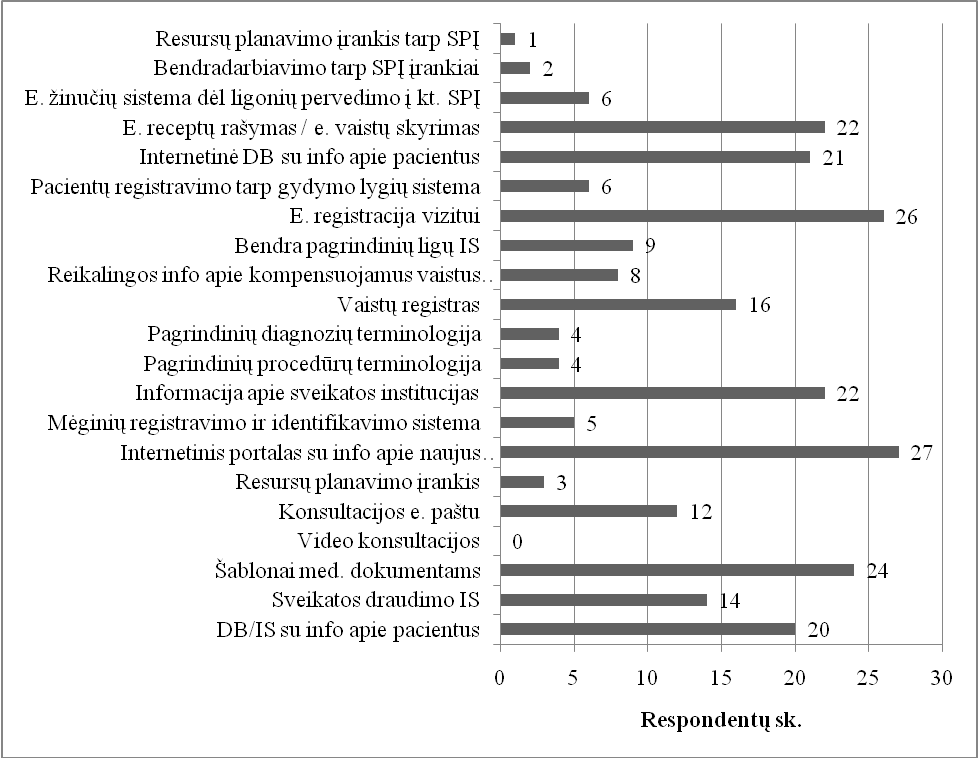 Resursų planavimo įrankis tarp SPĮ 1
Bendradarbiavimo tarp SPĮ įrankiai 2
E. žinučių sistema dėl ligonių pervedimo į kt. SPĮ 6
E. receptų rašymas / e. vaistų skyrimas 22
Internetinė DB su info apie pacientus 21
Pacientų registravimo tarp gydymo lygių sistema 6
E. registracija vizitui 26
Bendra pagrindinių ligų IS 9
Reikalingos info apie kompensuojamus vaistus.. 8
Vaistų registras 16
Pagrindinių diagnozių terminologija 4
Pagrindinių procedūrų terminologija 4
Informacija apie sveikatos institucijas 22
Mėginių registravimo ir identifikavimo sistema 5
Internetinis portalas su info apie naujus.. 27
Resursų planavimo įrankis 3
Konsultacijos e. paštu 12
Video konsultacijos 0
Šablonai med. dokumentams 24
Sveikatos draudimo IS 14
DB/IS su info apie pacientus 20
0 5 10 15 20 25 30
Respondentų sk.